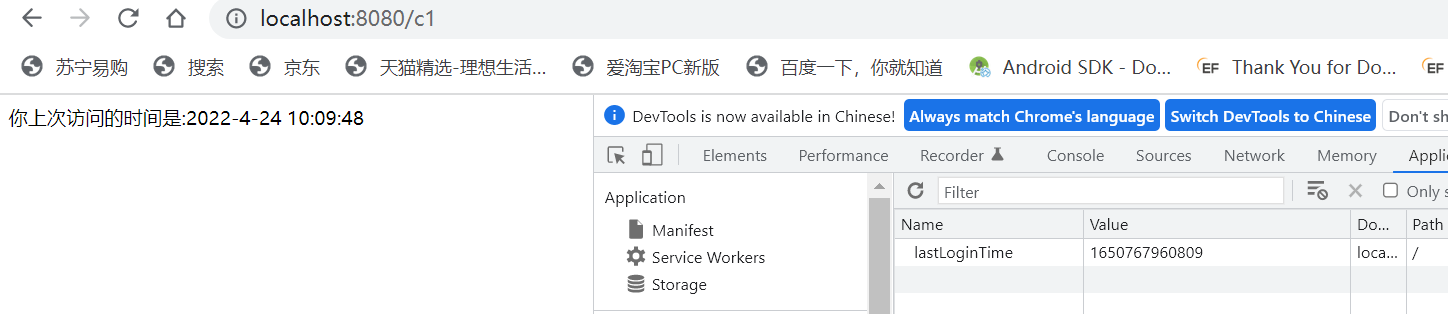 localhost:8080/c1
苏宁易购 搜索 京东 天猫精选-理想生活... 爱淘宝PC新版 百度一下，你就知道 Android SDK - Do... EF Thank You for Do... EF
你上次访问的时间是:2022-4-24 10:09:48
DevTools is now available in Chinese! Always match Chrome's language Switch DevTools to Chinese Don't sh
Elements Performance Recorder Console Sources Network Memory Applic
Application
Manifest
Service Workers
Storage
Filter Only s
Name Value Do... Path
lastLoginTime 1650767960809 loca... /